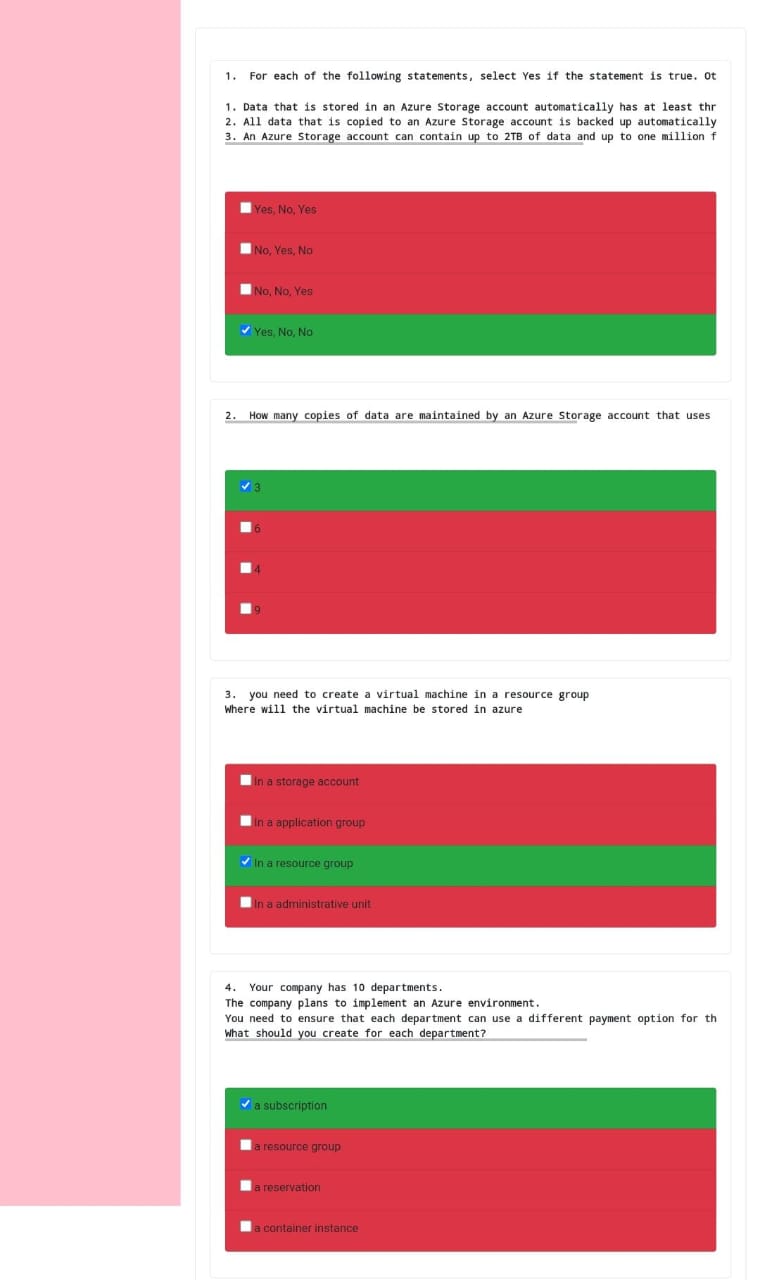 1.  For each of the following statements, select Yes if the statement is true. Ot
1. Data that is stored in an Azure Storage account automatically has at least thr
2. All data that is copied to an Azure Storage account is backed up automatically
3. An Azure Storage account can contain up to 2TB of data and up to one million f
Yes, No, Yes
No, Yes, No
No, No, Yes
Yes, No, No
2.  How many copies of data are maintained by an Azure Storage account that uses
3
6
4
9
3.  you need to create a virtual machine in a resource group
Where will the virtual machine be stored in azure
In a storage account
In a application group
In a resource group
In a administrative unit
4.  Your company has 10 departments.
The company plans to implement an Azure environment.
You need to ensure that each department can use a different payment option for th
What should you create for each department?
a subscription
a resource group
a reservation
a container instance